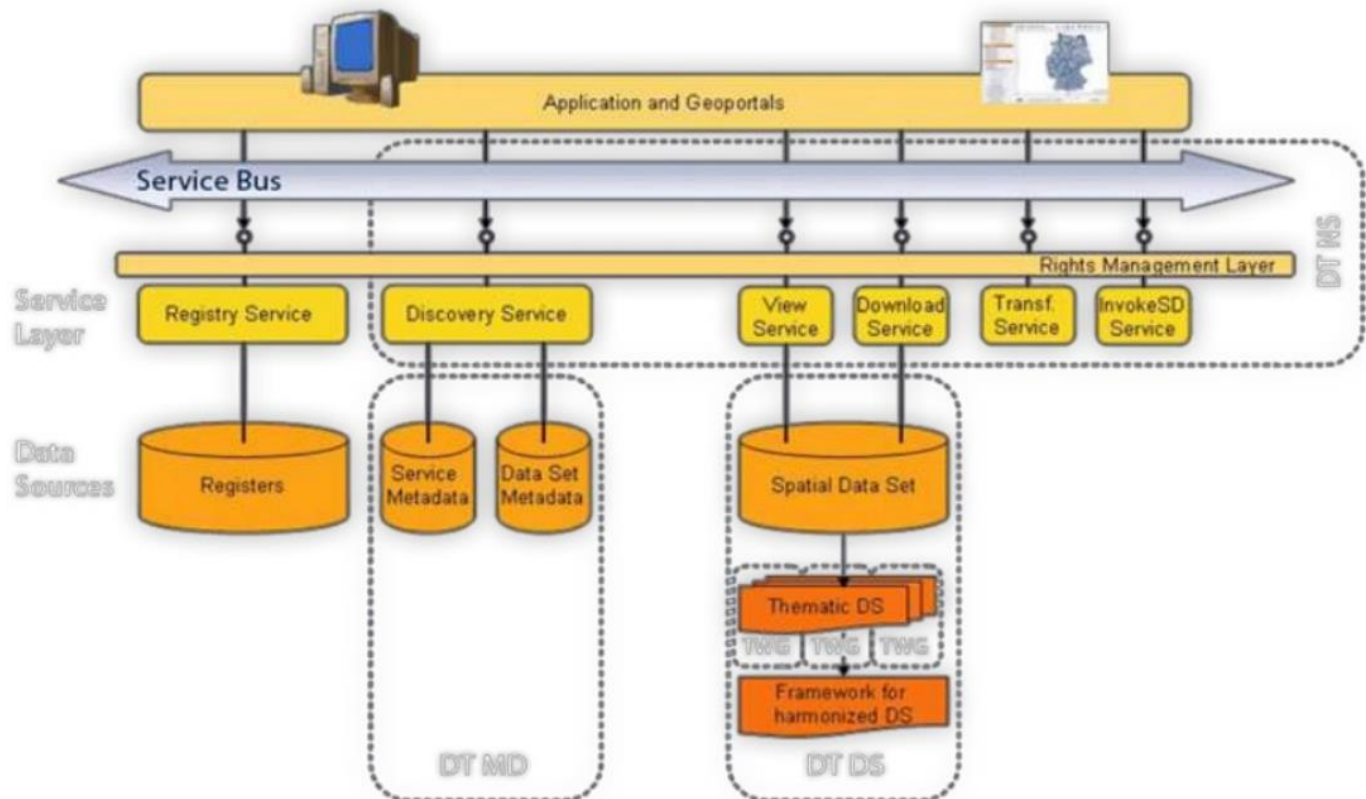 Application and Geoportals
Service Bus
DT NS
Rights Management Layer
Service
Layer
Registry Service
Discovery Service
View
Service
Download
Service
Transf.
Service
InvokeSD
Service
Data
Sources
Registers
Service
Metadata
Data Set
Metadata
Spatial Data Set
Thematic DS
TWG
TWG
TWG
Framework for
harmonized DS
DT MD
DT DS